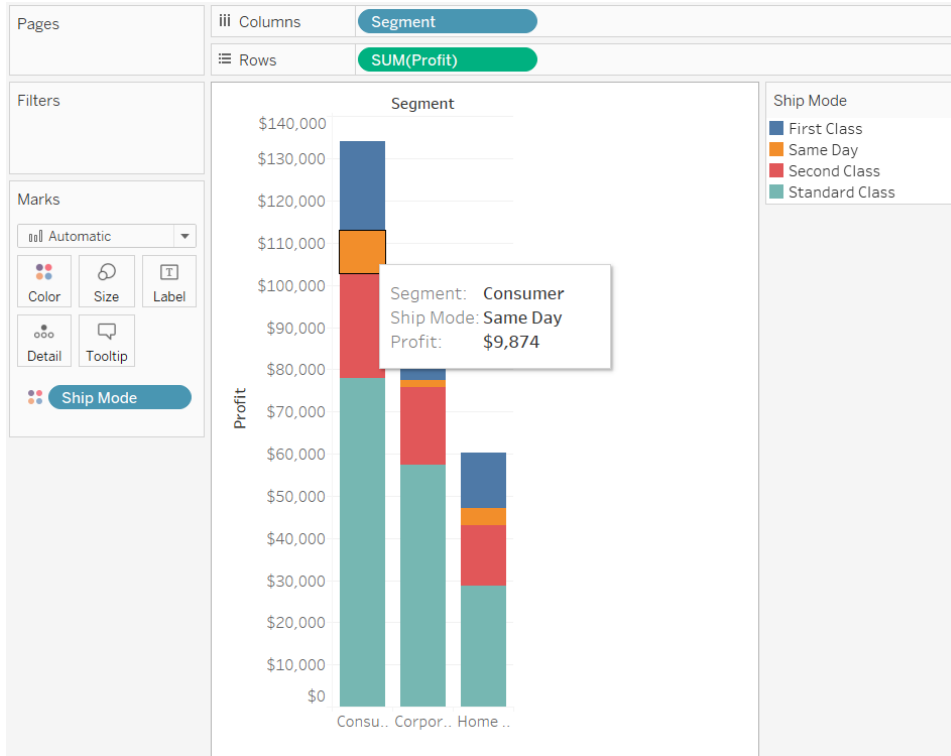 Pages
Columns
Segment
Rows
SUM(Profit)
Filters
Marks
Automatic
Color
Size
T
Label
Detail
Tooltip
Ship Mode
Segment
Profit
$140,000
$130,000
$120,000
$110,000
$100,000
$90,000
$80,000
$70,000
$60,000
$50,000
$40,000
$30,000
$20,000
$10,000
$0
Consu.. Corpor.. Home ..
Segment: Consumer
Ship Mode: Same Day
Profit: $9,874
Ship Mode
First Class
Same Day
Second Class
Standard Class